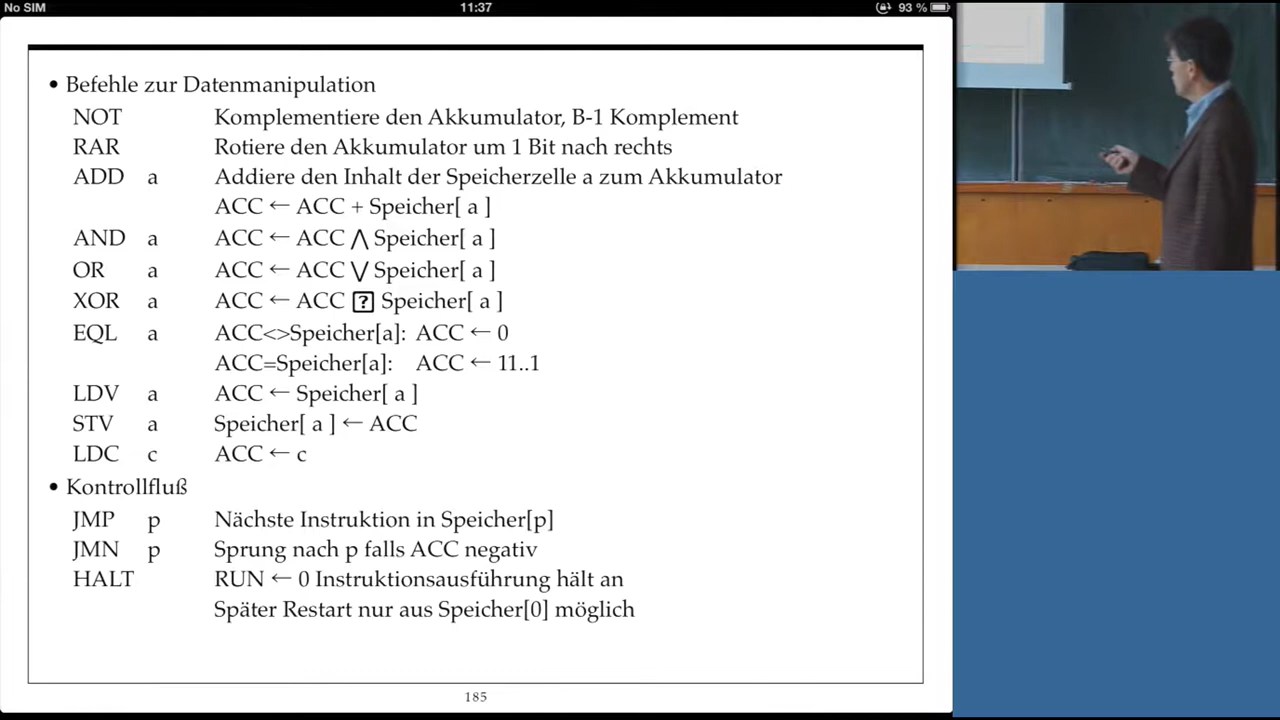 No SIM 11:37 93 %
• Befehle zur Datenmanipulation
NOT Komplementiere den Akkumulator, B-1 Komplement
RAR Rotiere den Akkumulator um 1 Bit nach rechts
ADD a Addiere den Inhalt der Speicherzelle a zum Akkumulator
ACC ← ACC + Speicher[ a ]
AND a ACC ← ACC ⋀ Speicher[ a ]
OR a ACC ← ACC ⋁ Speicher[ a ]
XOR a ACC ← ACC ? Speicher[ a ]
EQL a ACC<>Speicher[a]: ACC ← 0
ACC=Speicher[a]: ACC ← 11..1
LDV a ACC ← Speicher[ a ]
STV a Speicher[ a ] ← ACC
LDC c ACC ← c
• Kontrollfluß
JMP p Nächste Instruktion in Speicher[p]
JMN p Sprung nach p falls ACC negativ
HALT RUN ← 0 Instruktionsausführung hält an
Später Restart nur aus Speicher[0] möglich
185